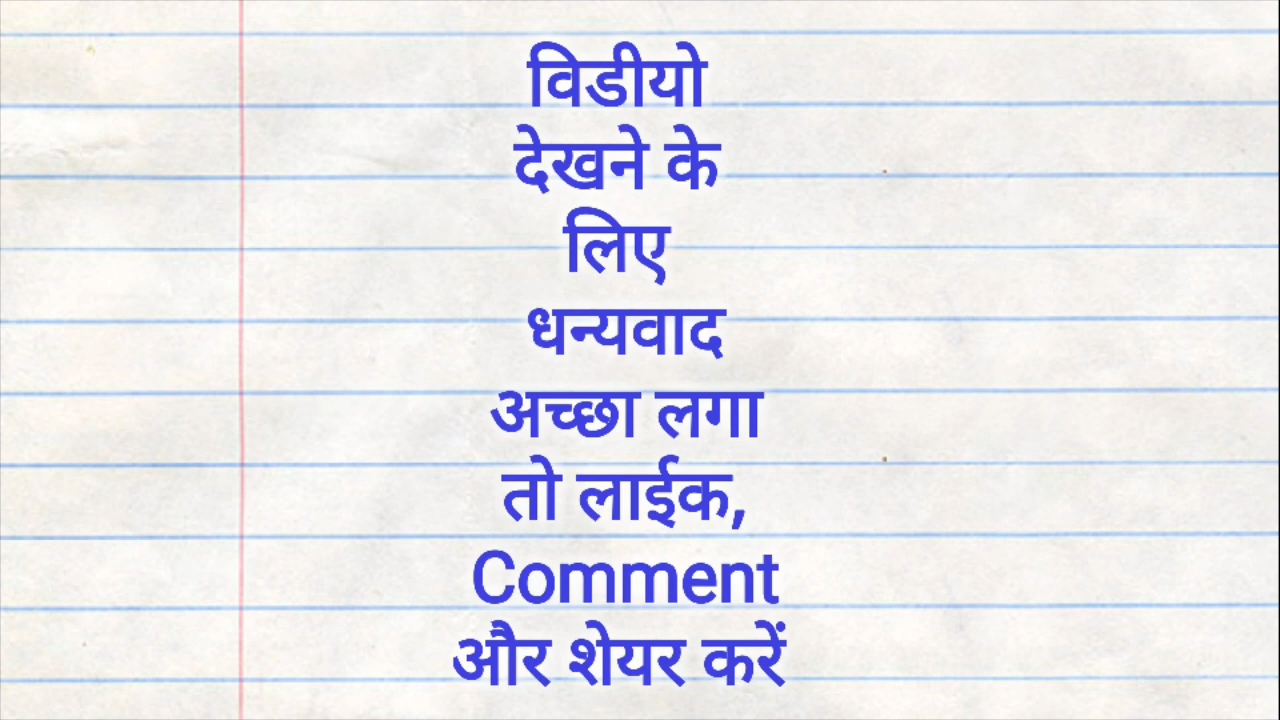 विडीयो
देखने के
लिए
धन्यवाद
अच्छा लगा
तो लाईक,
Comment
और शेयर करें